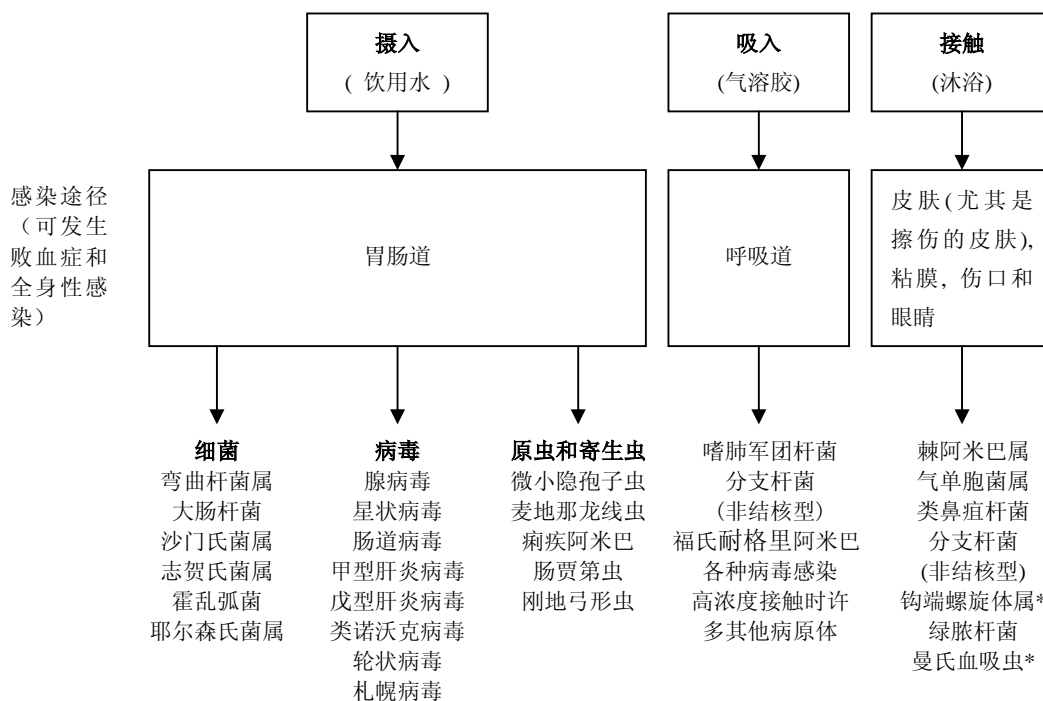 摄入
( 饮用水 )
吸入
(气溶胶)
接触
(沐浴)
感染途径
（可发生
败血症和
全身性感
染）
胃肠道
呼吸道
皮肤(尤其是
擦伤的皮肤),
粘膜, 伤口和
眼睛
细菌
弯曲杆菌属
大肠杆菌
沙门氏菌属
志贺氏菌属
霍乱弧菌
耶尔森氏菌属
病毒
腺病毒
星状病毒
肠道病毒
甲型肝炎病毒
戊型肝炎病毒
类诺沃克病毒
轮状病毒
札幌病毒
原虫和寄生虫
微小隐孢子虫
麦地那龙线虫
痢疾阿米巴
肠贾第虫
刚地弓形虫
嗜肺军团杆菌
分支杆菌
(非结核型)
福氏耐格里阿米巴
各种病毒感染
高浓度接触时许
多其他病原体
棘阿米巴属
气单胞菌属
类鼻疽杆菌
分支杆菌
(非结核型)
钩端螺旋体属*
绿脓杆菌
曼氏血吸虫*